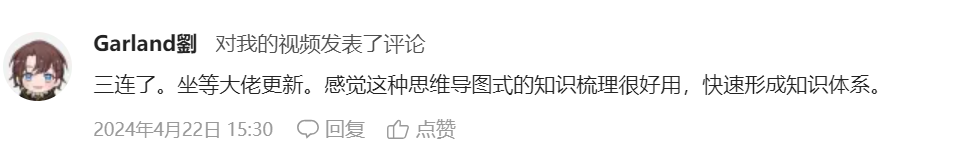 Garland劉 对我的视频发表了评论
三连了。坐等大佬更新。感觉这种思维导图式的知识梳理很好用，快速形成知识体系。
2024年4月22日 15:30 回复 点赞